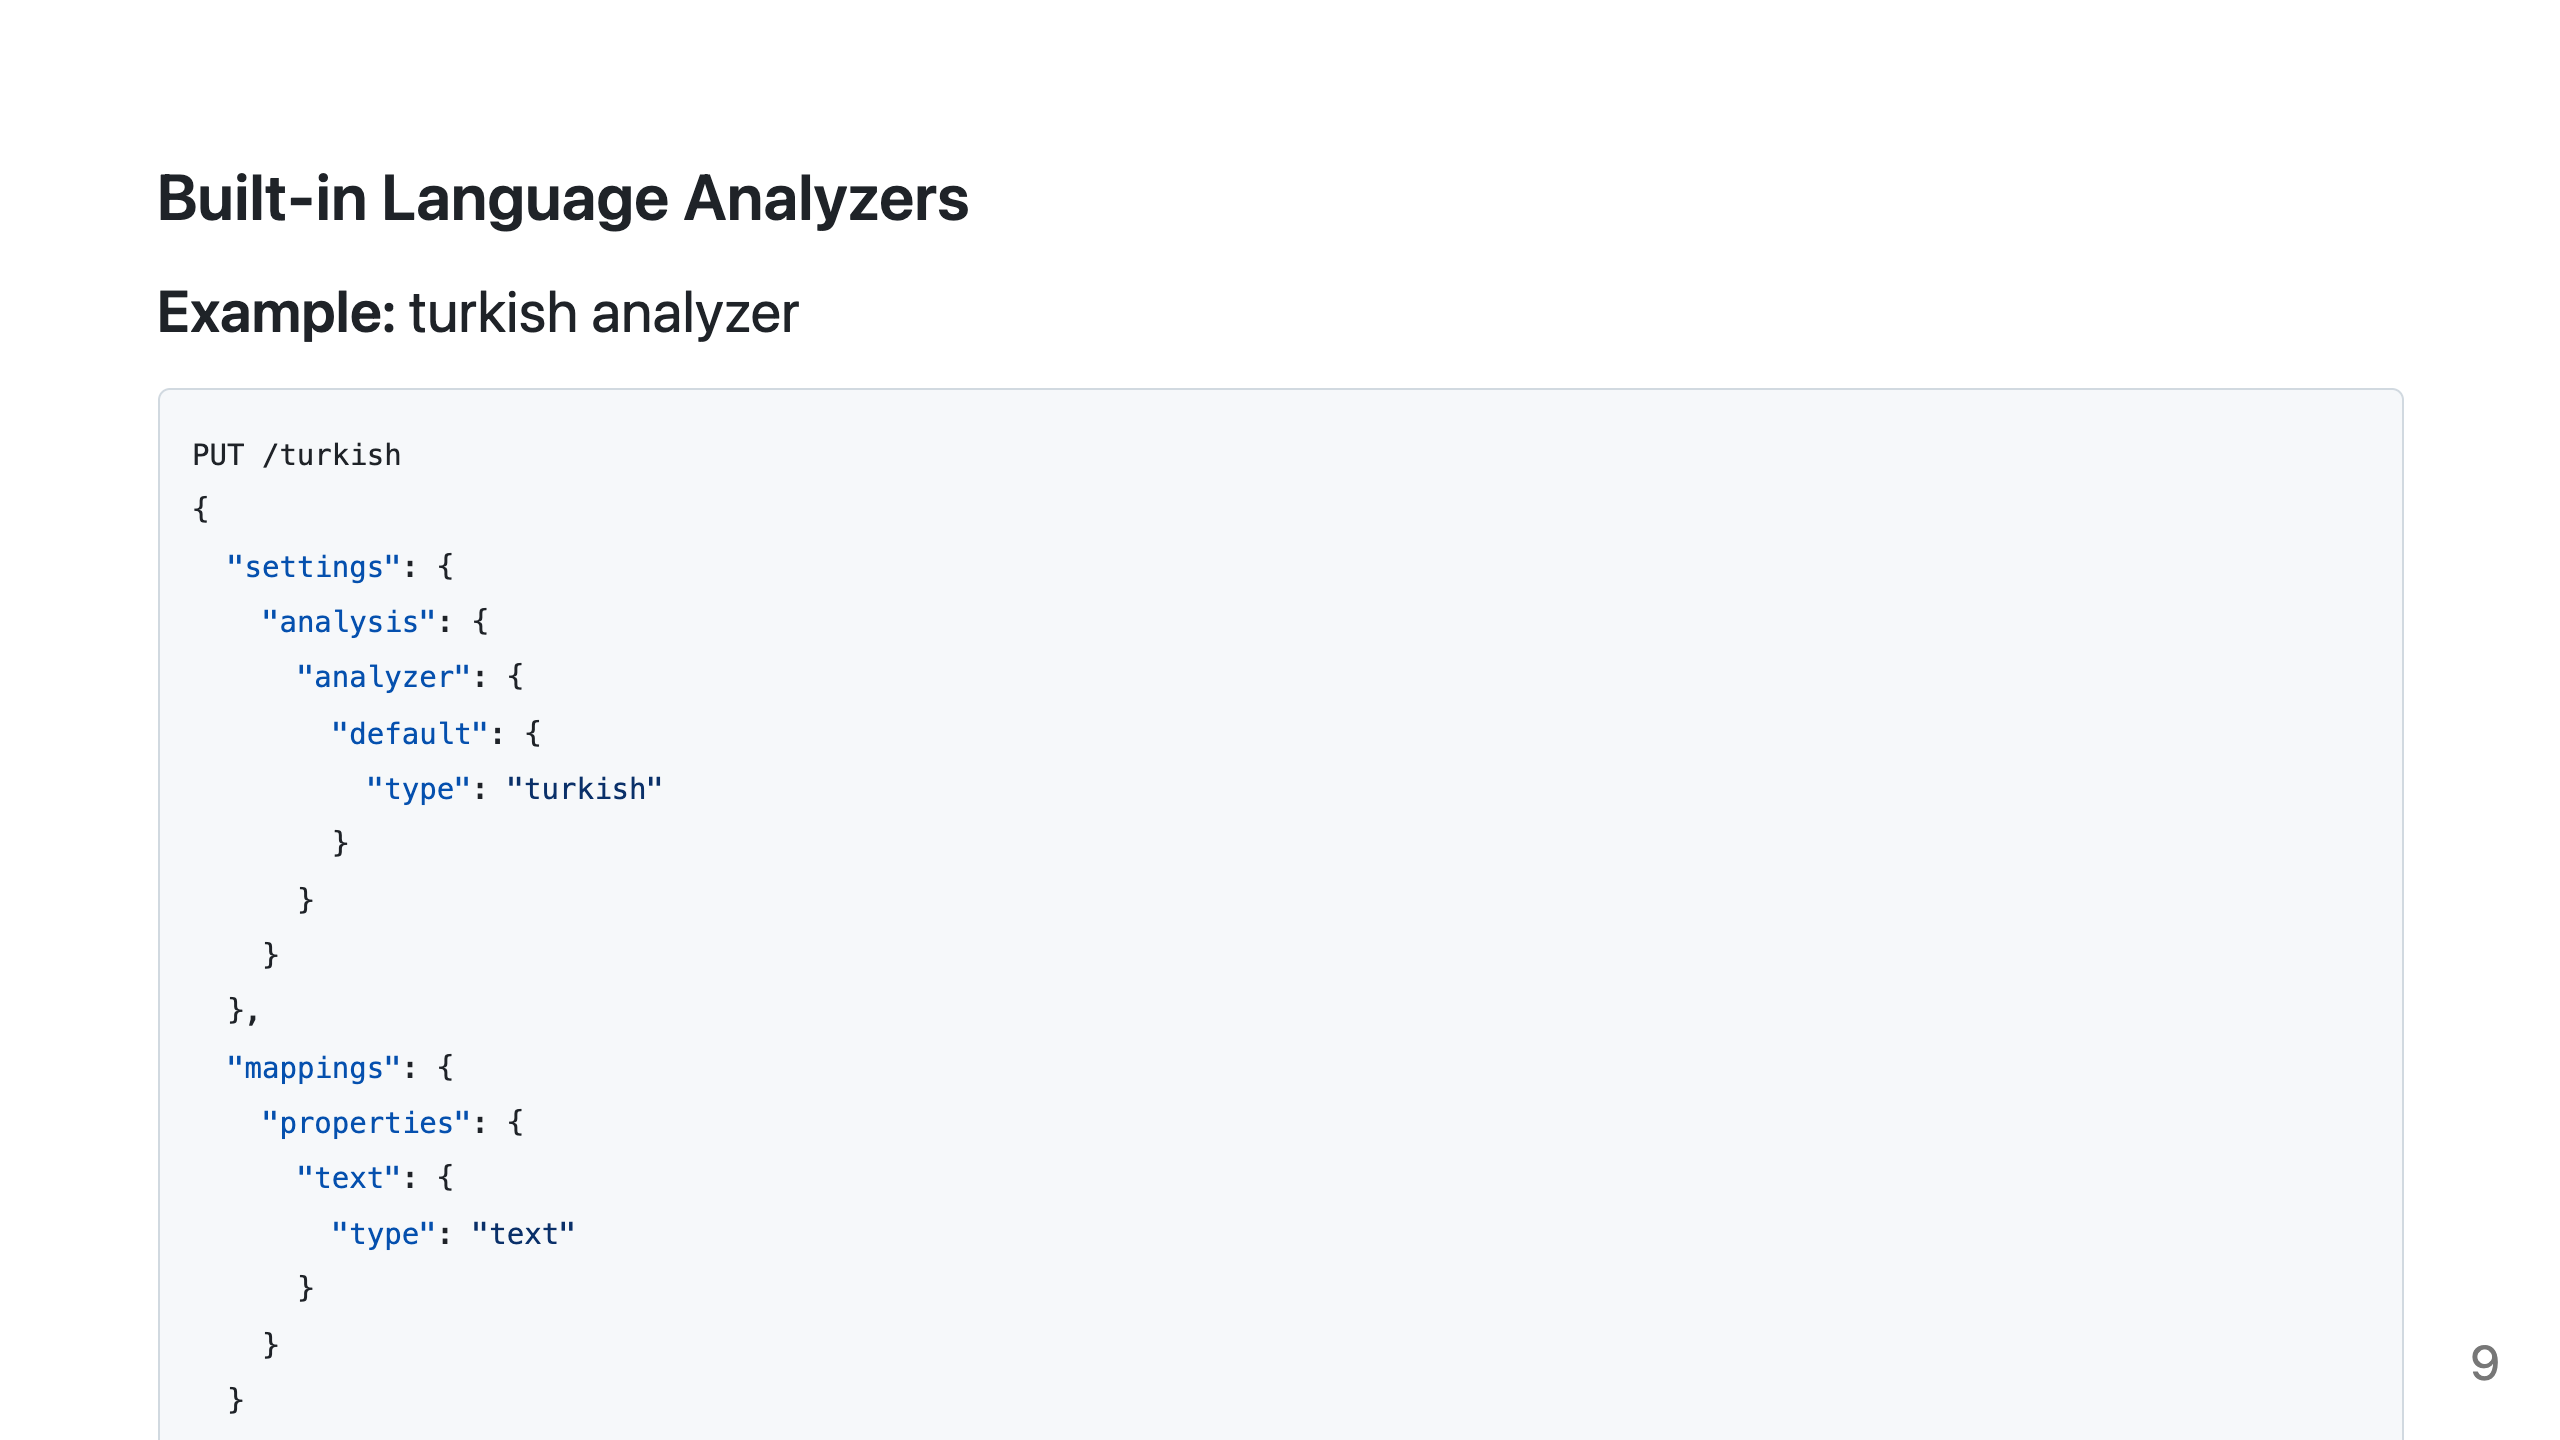 Built-in Language Analyzers
Example: turkish analyzer
PUT /turkish
{
  "settings": {
    "analysis": {
      "analyzer": {
        "default": {
          "type": "turkish"
        }
      }
    }
  },
  "mappings": {
    "properties": {
      "text": {
        "type": "text"
      }
    }
  }
9